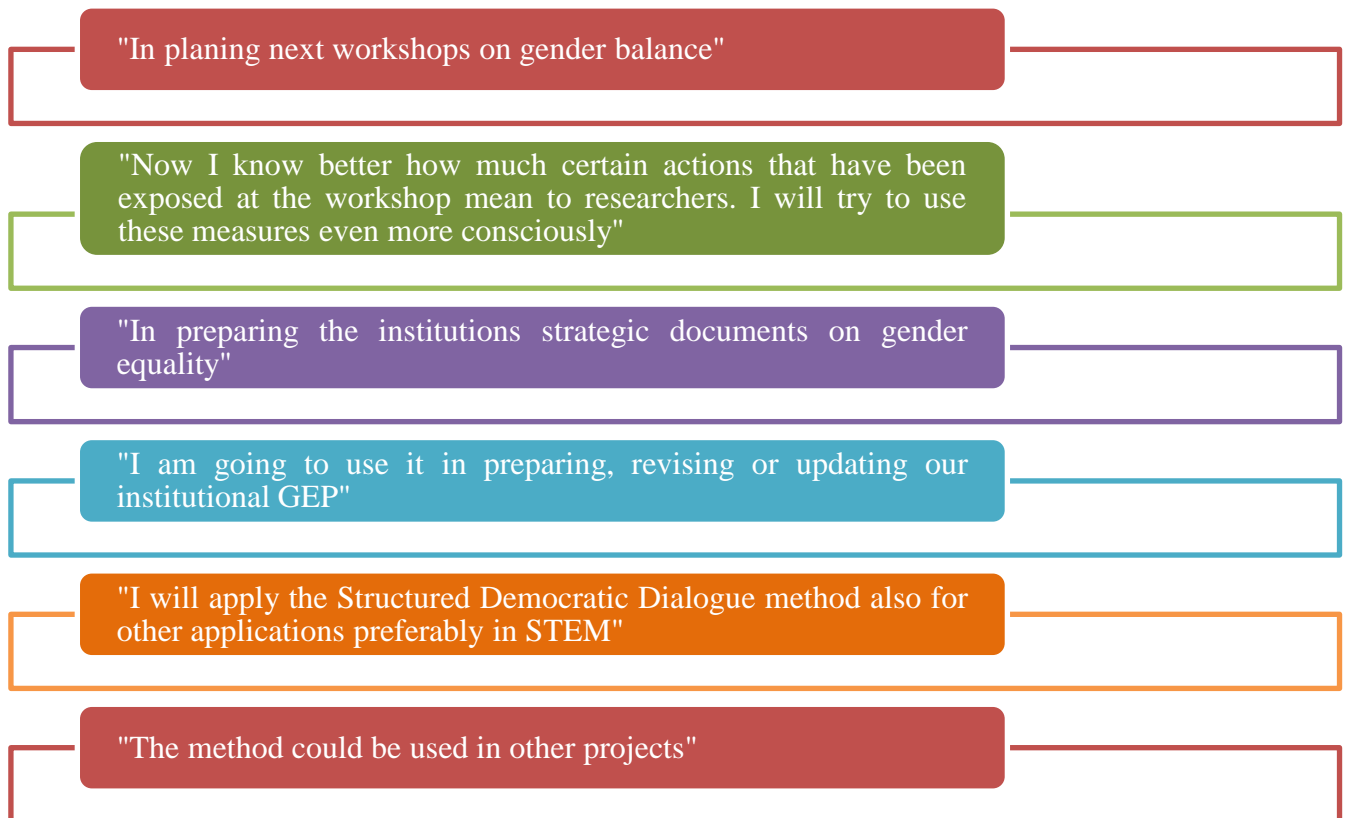 "In planing next workshops on gender balance"
"Now I know better how much certain actions that have been
exposed at the workshop mean to researchers. I will try to use
these measures even more consciously"
"In preparing the institutions strategic documents on gender
equality"
"I am going to use it in preparing, revising or updating our
institutional GEP"
"I will apply the Structured Democratic Dialogue method also for
other applications preferably in STEM"
"The method could be used in other projects"